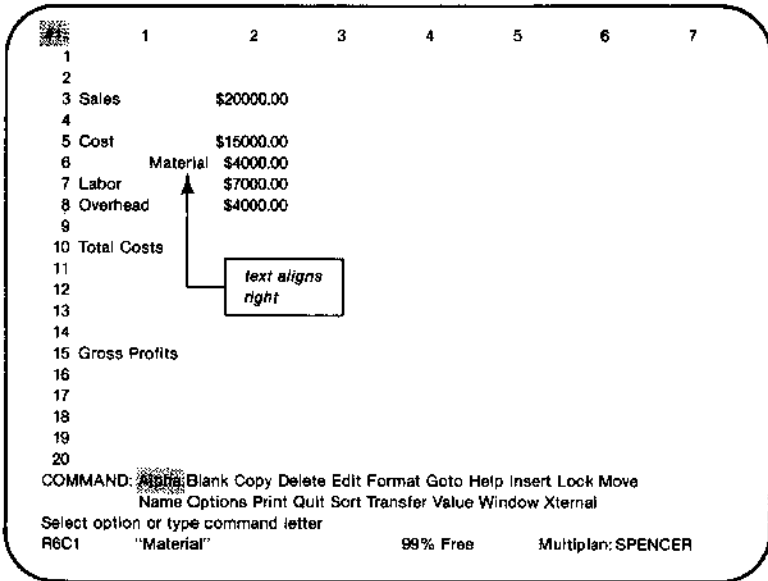 #1 1 2 3 4 5 6 7
1
2
3 Sales $20000.00
4
5 Cost $15000.00
6 Material $4000.00
7 Labor $7000.00
8 Overhead $4000.00
9
10 Total Costs
11
12
13
14
15 Gross Profits
16
17
18
19
20
text aligns
right
COMMAND: Alpha Blank Copy Delete Edit Format Goto Help Insert Lock Move
Name Options Print Quit Sort Transfer Value Window Xternal
Select option or type command letter
R6C1 "Material" 99% Free Multiplan: SPENCER